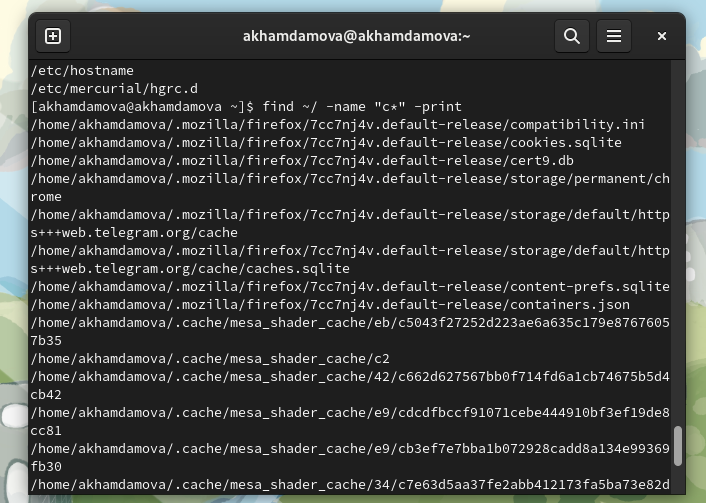 akhamdamova@akhamdamova:~
/etc/hostname
/etc/mercurial/hgrc.d
[akhamdamova@akhamdamova ~]$ find ~/ -name "c*" -print
/home/akhamdamova/.mozilla/firefox/7cc7nj4v.default-release/compatibility.ini
/home/akhamdamova/.mozilla/firefox/7cc7nj4v.default-release/cookies.sqlite
/home/akhamdamova/.mozilla/firefox/7cc7nj4v.default-release/cert9.db
/home/akhamdamova/.mozilla/firefox/7cc7nj4v.default-release/storage/permanent/ch
rome
/home/akhamdamova/.mozilla/firefox/7cc7nj4v.default-release/storage/default/http
s+++web.telegram.org/cache
/home/akhamdamova/.mozilla/firefox/7cc7nj4v.default-release/storage/default/http
s+++web.telegram.org/cache/caches.sqlite
/home/akhamdamova/.mozilla/firefox/7cc7nj4v.default-release/content-prefs.sqlite
/home/akhamdamova/.mozilla/firefox/7cc7nj4v.default-release/containers.json
/home/akhamdamova/.cache/mesa_shader_cache/eb/c5043f27252d223ae6a635c179e8767605
7b35
/home/akhamdamova/.cache/mesa_shader_cache/c2
/home/akhamdamova/.cache/mesa_shader_cache/42/c662d627567bb0f714fd6a1cb74675b5d4
cb42
/home/akhamdamova/.cache/mesa_shader_cache/e9/cdcdfbccf91071cebe444910bf3ef19de8
cc81
/home/akhamdamova/.cache/mesa_shader_cache/e9/cb3ef7e7bba1b072928cadd8a134e99369
fb30
/home/akhamdamova/.cache/mesa_shader_cache/34/c7e63d5aa37fe2abb412173fa5ba73e82d